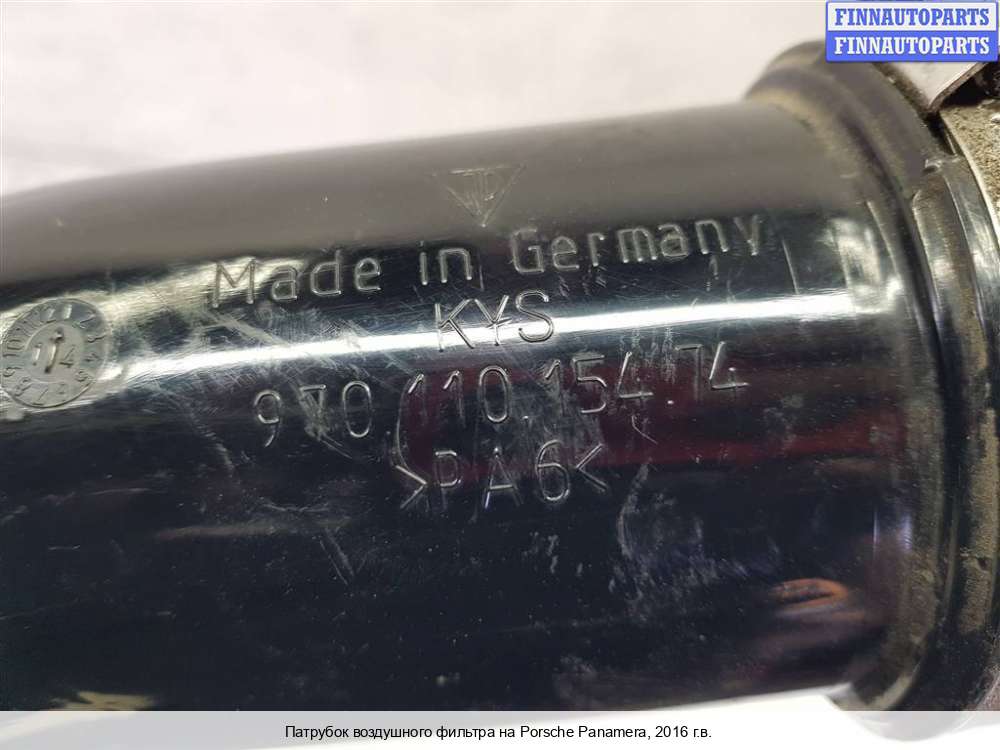 FINNAUTOPARTS
FINNAUTOPARTS
Made in Germany
KYS
970.110.154.74
>PA6<
Патрубок воздушного фильтра на Porsche Panamera, 2016 г.в.